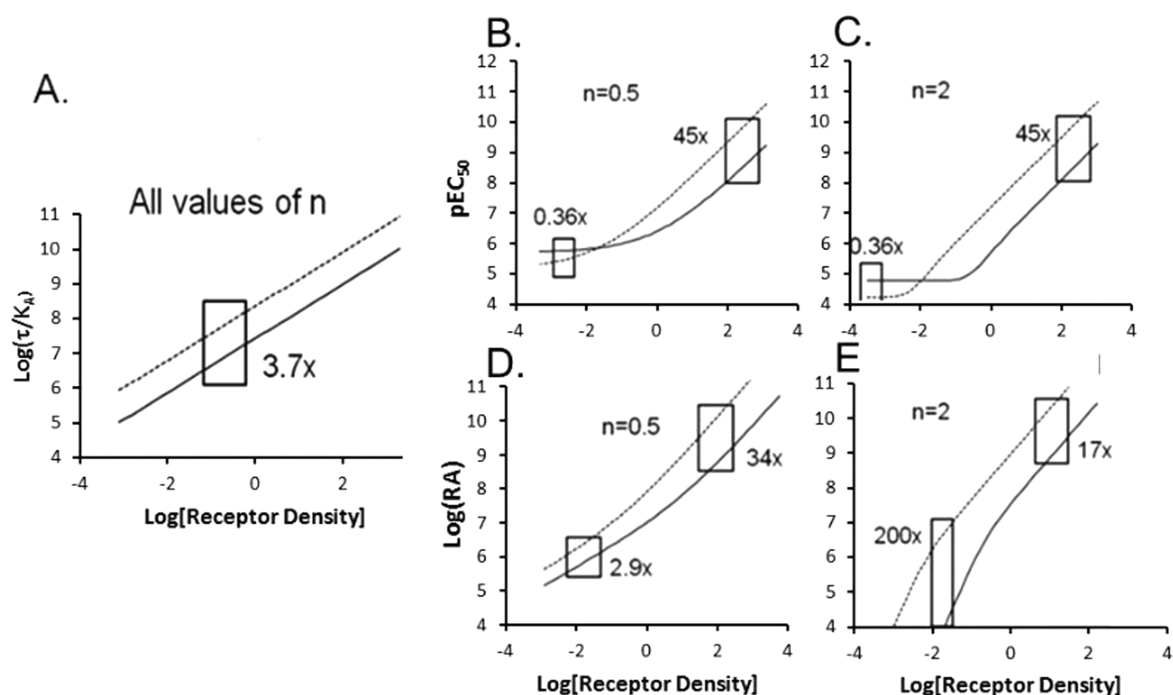 A.
All values of n
Log(τ/K_A)
11
10
9
8
7
6
5
4
3.7x
-4
-2
0
2
Log[Receptor Density]
B.
n=0.5
pEC₅₀
12
11
10
9
8
7
6
5
4
45x
0.36x
-4
-2
0
2
4
C.
n=2
12
11
10
9
8
7
6
5
4
45x
0.36x
-4
-2
0
2
4
D.
n=0.5
Log(RA)
11
10
9
8
7
6
5
4
34x
2.9x
-4
-2
0
2
4
Log[Receptor Density]
E
n=2
11
10
9
8
7
6
5
4
17x
200x
-4
-2
0
2
4
Log[Receptor Density]